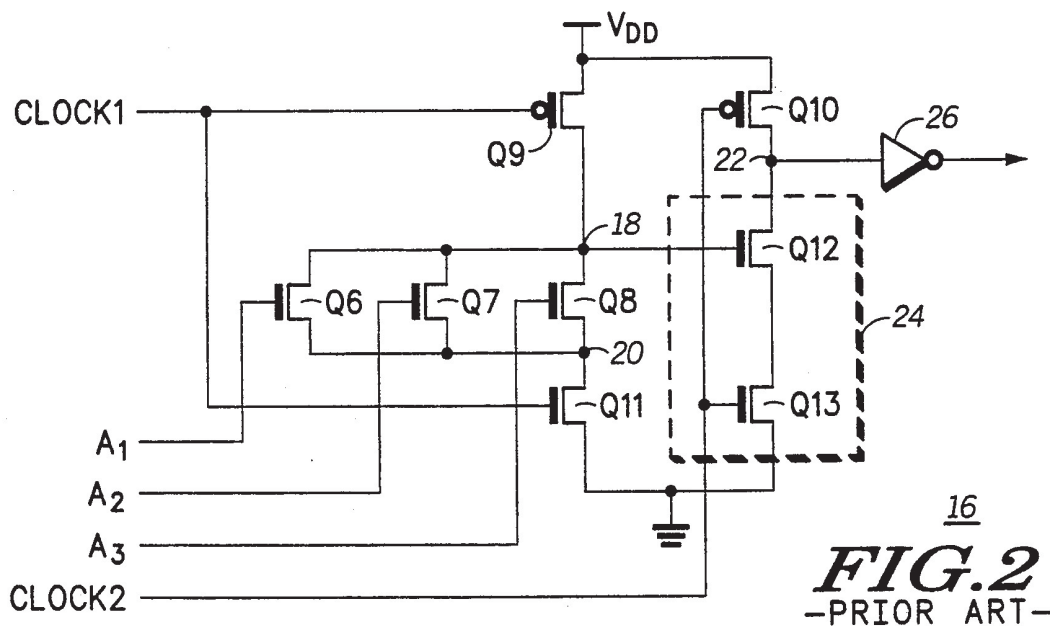 V_DD
CLOCK1
Q9
Q10
26
22
18
Q12
Q6
Q7
Q8
24
20
Q11
Q13
A1
A2
A3
CLOCK2
16
FIG.2
-PRIOR ART-